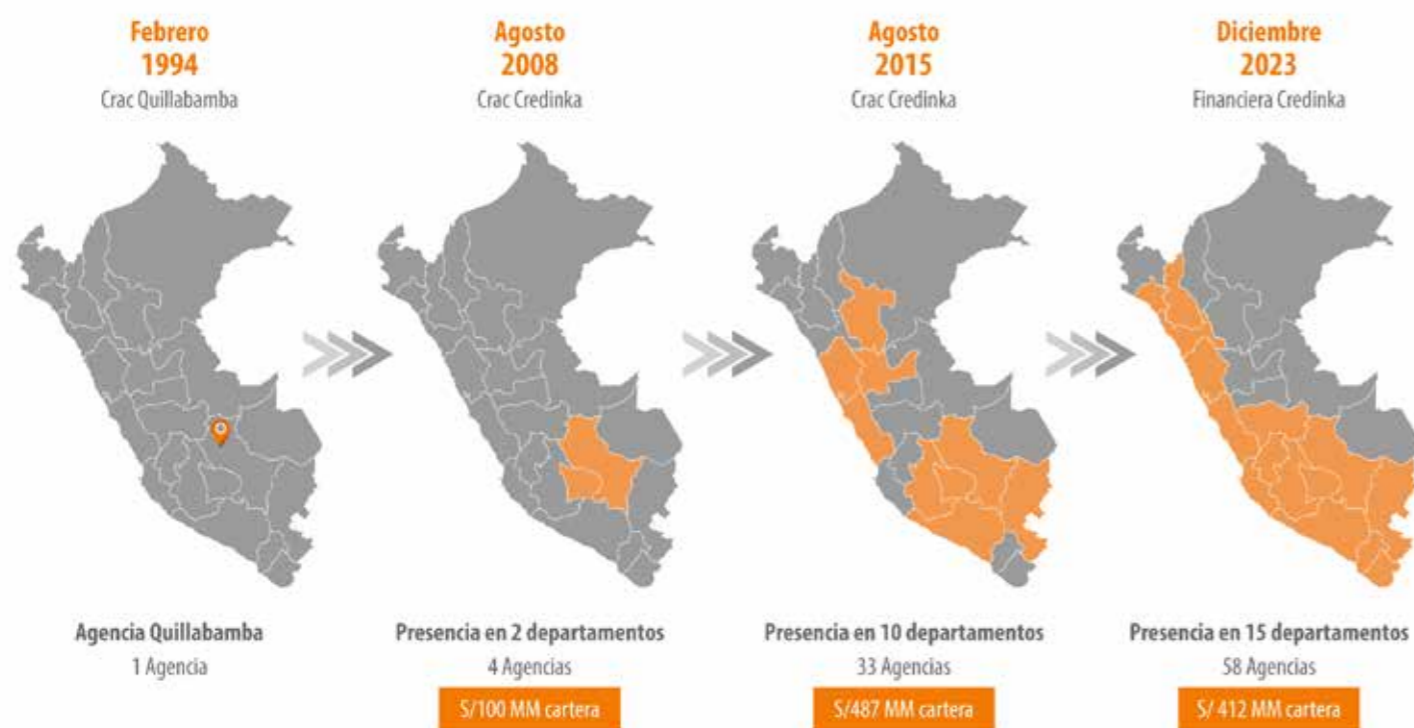 Febrero
1994
Crac Quillabamba
Agencia Quillabamba
1 Agencia
Agosto
2008
Crac Credinka
Presencia en 2 departamentos
4 Agencias
S/100 MM cartera
Agosto
2015
Crac Credinka
Presencia en 10 departamentos
33 Agencias
S/487 MM cartera
Diciembre
2023
Financiera Credinka
Presencia en 15 departamentos
58 Agencias
S/ 412 MM cartera